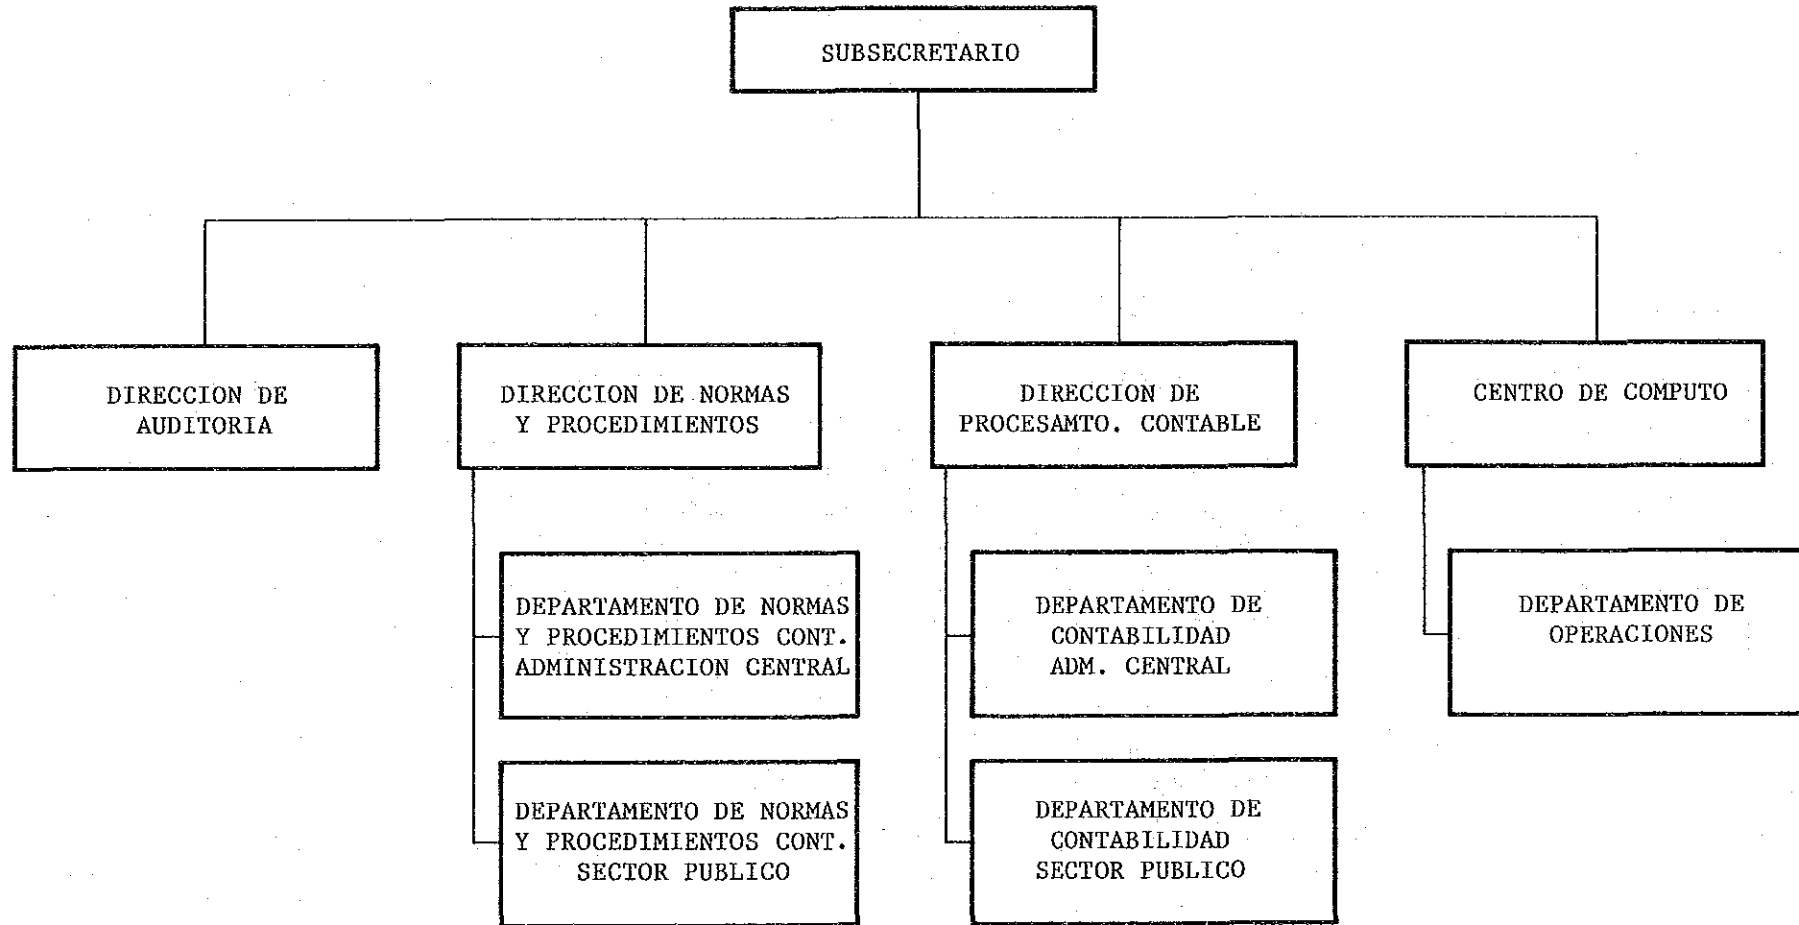 SUBSECRETARIO
DIRECCION DE
AUDITORIA
DIRECCION DE NORMAS
Y PROCEDIMIENTOS
DIRECCION DE
PROCESAMTO. CONTABLE
CENTRO DE COMPUTO
DEPARTAMENTO DE NORMAS
Y PROCEDIMIENTOS CONT.
ADMINISTRACION CENTRAL
DEPARTAMENTO DE
CONTABILIDAD
ADM. CENTRAL
DEPARTAMENTO DE
OPERACIONES
DEPARTAMENTO DE NORMAS
Y PROCEDIMIENTOS CONT.
SECTOR PUBLICO
DEPARTAMENTO DE
CONTABILIDAD
SECTOR PUBLICO